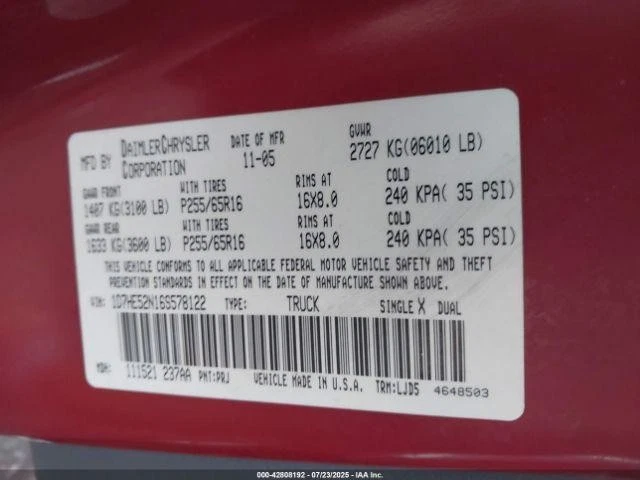 MFD BY DAIMLERCHRYSLER CORPORATION DATE OF MFR 11-05 GVWR 2727 KG(06010 LB)
GAWR FRONT WITH TIRES RIMS AT COLD
1407 KG(3100 LB) P255/65R16 16X8.0 240 KPA( 35 PSI)
GAWR REAR WITH TIRES RIMS AT COLD
1633 KG(3600 LB) P255/65R16 16X8.0 240 KPA( 35 PSI)
THIS VEHICLE CONFORMS TO ALL APPLICABLE FEDERAL MOTOR VEHICLE SAFETY AND THEFT
PREVENTION STANDARDS IN EFFECT ON THE DATE OF MANUFACTURE SHOWN ABOVE.
VIN: 1D7HE52N16S578122 TYPE: TRUCK SINGLE X DUAL
MDH: 111521 237AA PNT:PRJ VEHICLE MADE IN U.S.A. TRM:LJD5 4648503
000-42808192 - 07/23/2025 - IAA Inc.